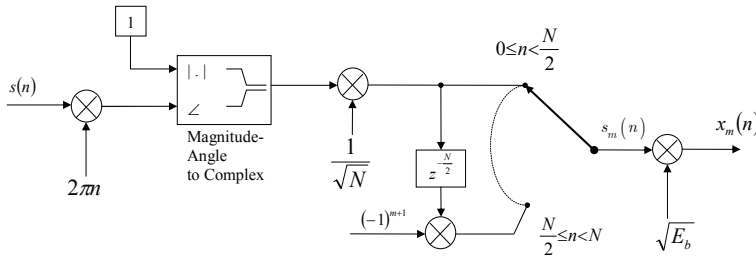 1
0≤n<N/2
s(n)
|.|
∠
s_m(n)
x_m(n)
Magnitude-
Angle
to Complex
2πn
1/√N
z^{-N/2}
(−1)^{m+1}
N/2≤n<N
√E_b